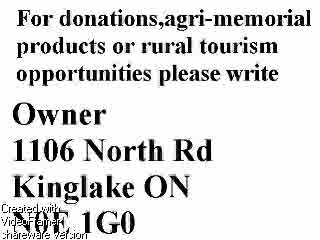 For donations,agri-memorial
products or rural tourism
opportunities please write
Owner
1106 North Rd
Kinglake ON
N0E 1G0
Created with
VideoFramer
shareware version